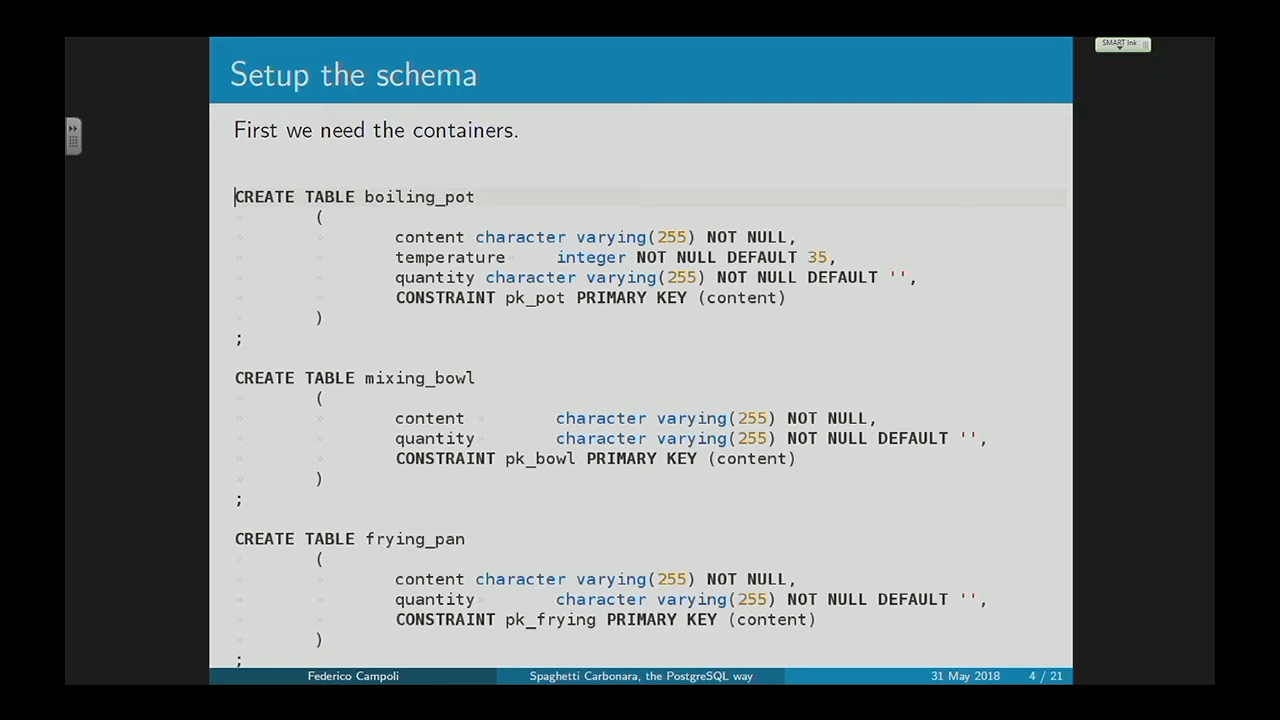 SMART Ink
Setup the schema
First we need the containers.
CREATE TABLE boiling_pot
(
content character varying(255) NOT NULL,
temperature integer NOT NULL DEFAULT 35,
quantity character varying(255) NOT NULL DEFAULT '',
CONSTRAINT pk_pot PRIMARY KEY (content)
)
;
CREATE TABLE mixing_bowl
(
content character varying(255) NOT NULL,
quantity character varying(255) NOT NULL DEFAULT '',
CONSTRAINT pk_bowl PRIMARY KEY (content)
)
;
CREATE TABLE frying_pan
(
content character varying(255) NOT NULL,
quantity character varying(255) NOT NULL DEFAULT '',
CONSTRAINT pk_frying PRIMARY KEY (content)
)
;
Federico Campoli Spaghetti Carbonara, the PostgreSQL way 31 May 2018 4 / 21